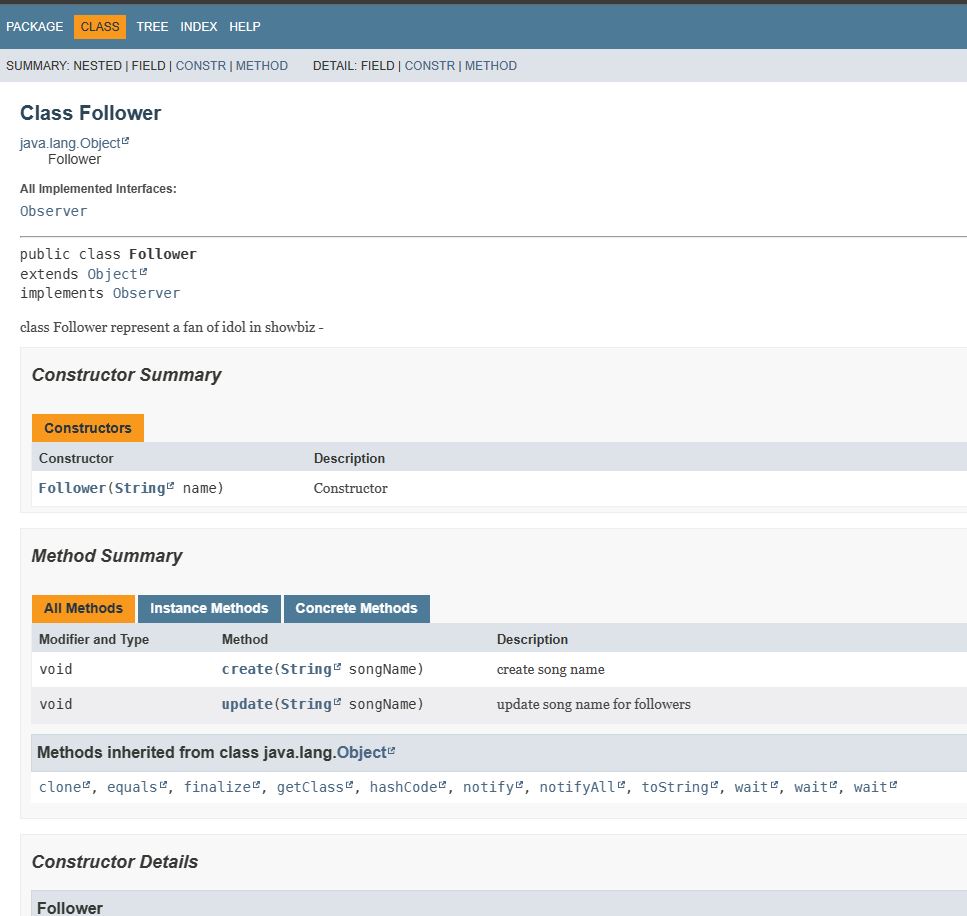 PACKAGE CLASS TREE INDEX HELP
SUMMARY: NESTED | FIELD | CONSTR | METHOD DETAIL: FIELD | CONSTR | METHOD
Class Follower
java.lang.Object
Follower
All Implemented Interfaces:
Observer
public class Follower
extends Object
implements Observer
class Follower represent a fan of idol in showbiz -
Constructor Summary
Constructors
Constructor Description
Follower(String name) Constructor
Method Summary
All Methods Instance Methods Concrete Methods
Modifier and Type Method Description
void create(String songName) create song name
void update(String songName) update song name for followers
Methods inherited from class java.lang.Object
clone, equals, finalize, getClass, hashCode, notify, notifyAll, toString, wait, wait, wait
Constructor Details
Follower